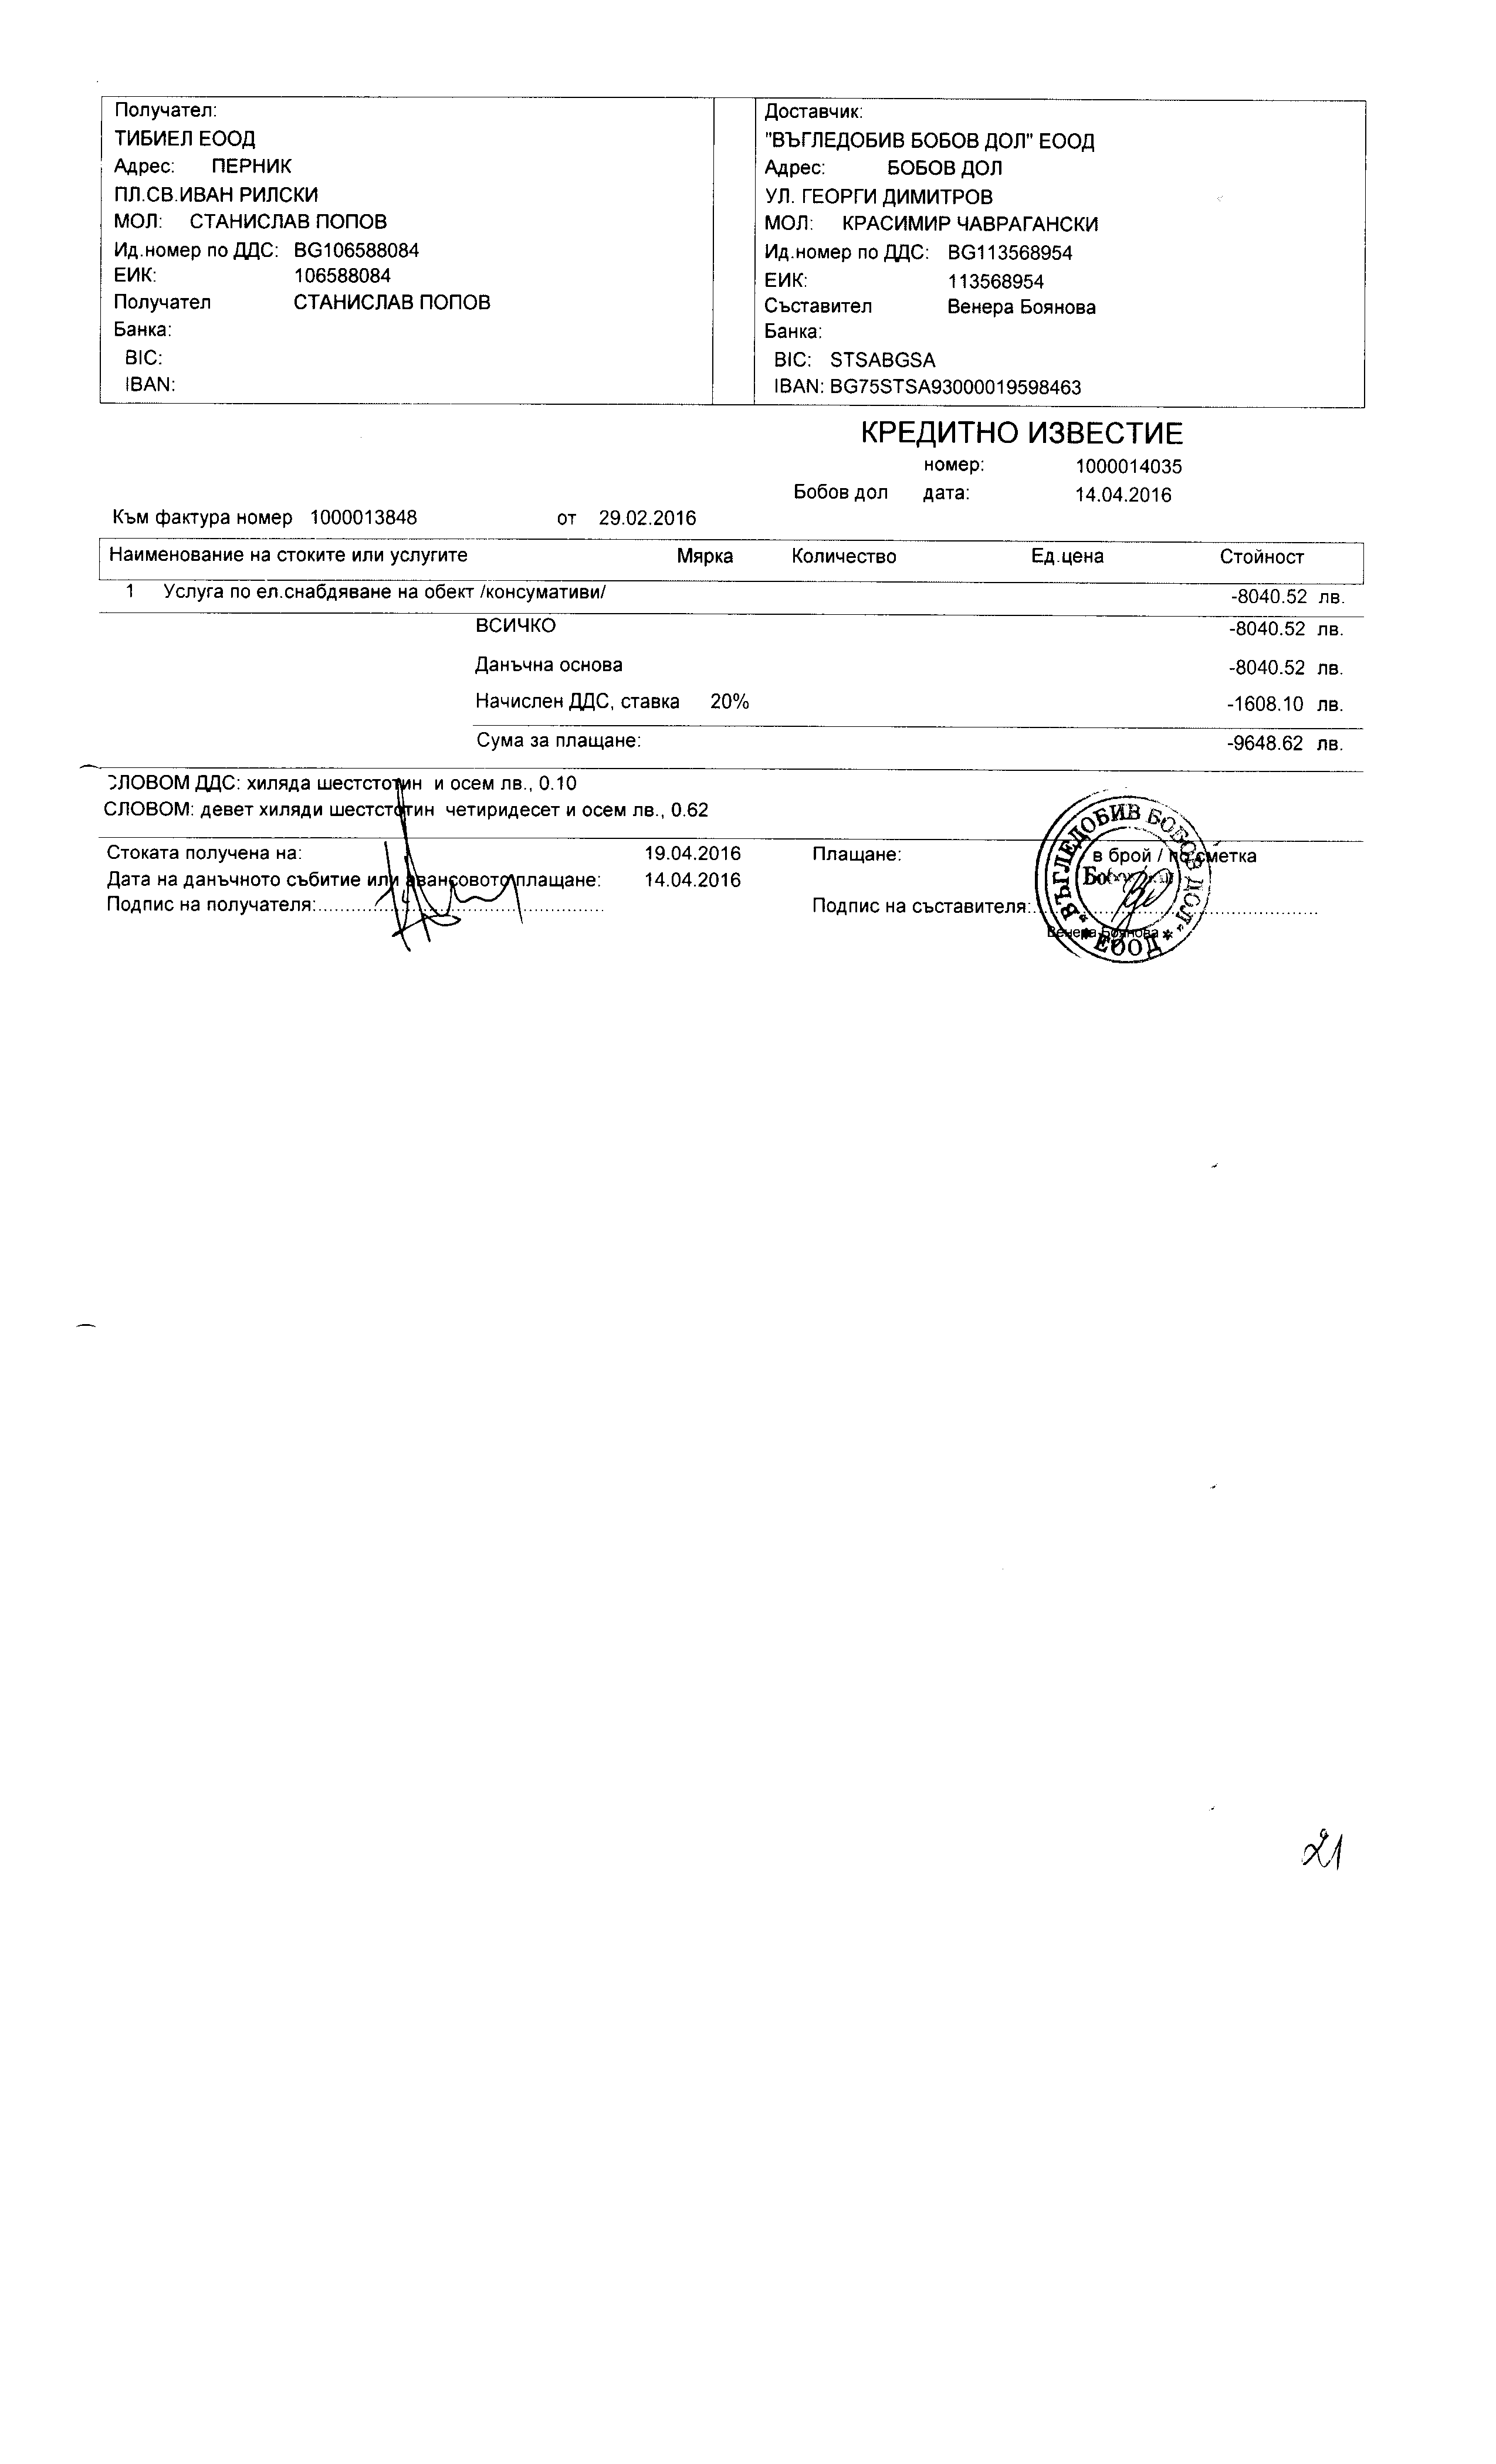 Получател:
ТИБИЕЛ ЕООД
Адрес: ПЕРНИК
ПЛ.СВ.ИВАН РИЛСКИ
МОЛ: СТАНИСЛАВ ПОПОВ
Ид.номер по ДДС: BG106588084
ЕИК: 106588084
Получател СТАНИСЛАВ ПОПОВ
Банка:
BIC:
IBAN:
Доставчик:
"ВЪГЛЕДОБИВ БОБОВ ДОЛ" ЕООД
Адрес: БОБОВ ДОЛ
УЛ. ГЕОРГИ ДИМИТРОВ
МОЛ: КРАСИМИР ЧАВРАГАНСКИ
Ид.номер по ДДС: BG113568954
ЕИК: 113568954
Съставител Венера Боянова
Банка:
BIC: STSABGSA
IBAN: BG75STSA93000019598463
КРЕДИТНО ИЗВЕСТИЕ
номер: 1000014035
Бобов дол дата: 14.04.2016
Към фактура номер 1000013848 от 29.02.2016
Наименование на стоките или услугите Мярка Количество Ед.цена Стойност
1 Услуга по ел.снабдяване на обект /консумативи/ -8040.52 лв.
ВСИЧКО -8040.52 лв.
Данъчна основа -8040.52 лв.
Начислен ДДС, ставка 20% -1608.10 лв.
Сума за плащане: -9648.62 лв.
СЛОВОМ ДДС: хиляда шестстотин и осем лв., 0.10
СЛОВОМ: девет хиляди шестстотин четиридесет и осем лв., 0.62
Стоката получена на: 19.04.2016 Плащане: в брой / по сметка
Дата на данъчното събитие или авансовото плащане: 14.04.2016
Подпис на получателя: Подпис на съставителя:
Венера Боянова
"ВЪГЛЕДОБИВ БОБОВ ДОЛ" * ЕООД *
21